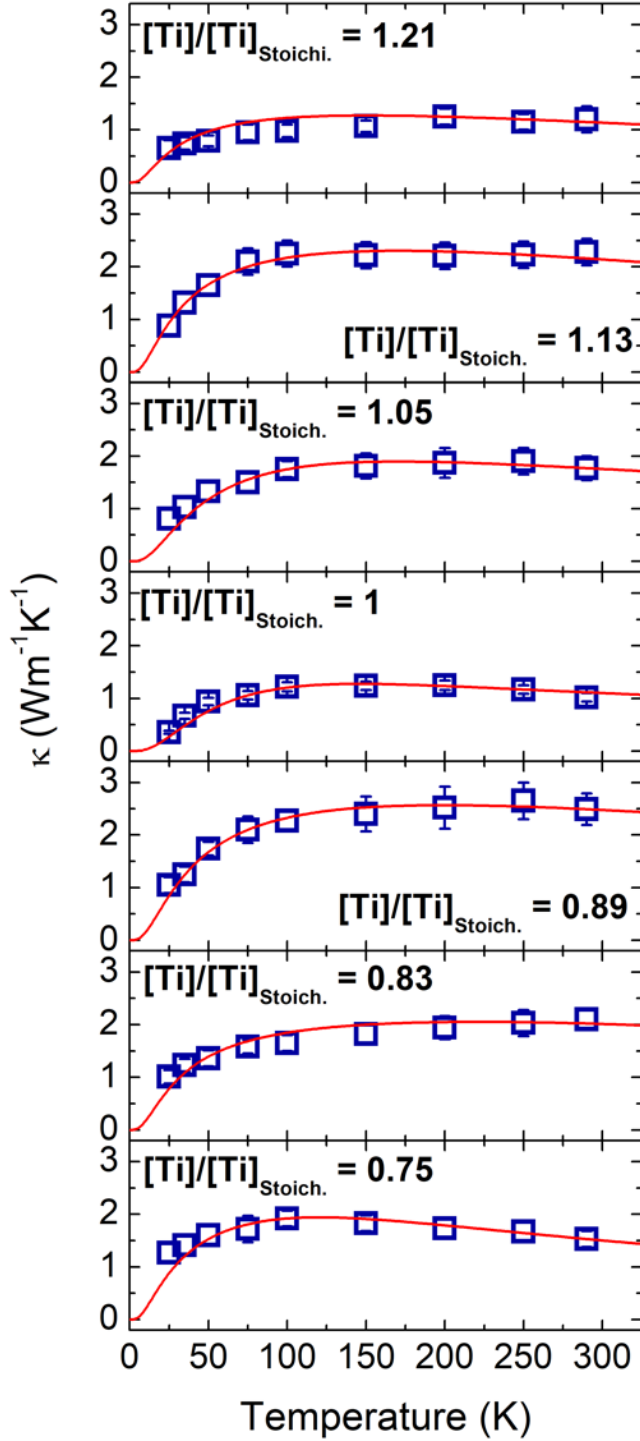 [Ti]/[Ti]Stoichi. = 1.21
3
2
1
0
[Ti]/[Ti]Stoich. = 1.13
3
2
1
0
[Ti]/[Ti]Stoich. = 1.05
3
2
1
0
[Ti]/[Ti]Stoich. = 1
3
2
1
0
[Ti]/[Ti]Stoich. = 0.89
3
2
1
0
[Ti]/[Ti]Stoich. = 0.83
3
2
1
0
[Ti]/[Ti]Stoich. = 0.75
3
2
1
0
κ (Wm-1K-1)
0 50 100 150 200 250 300
Temperature (K)